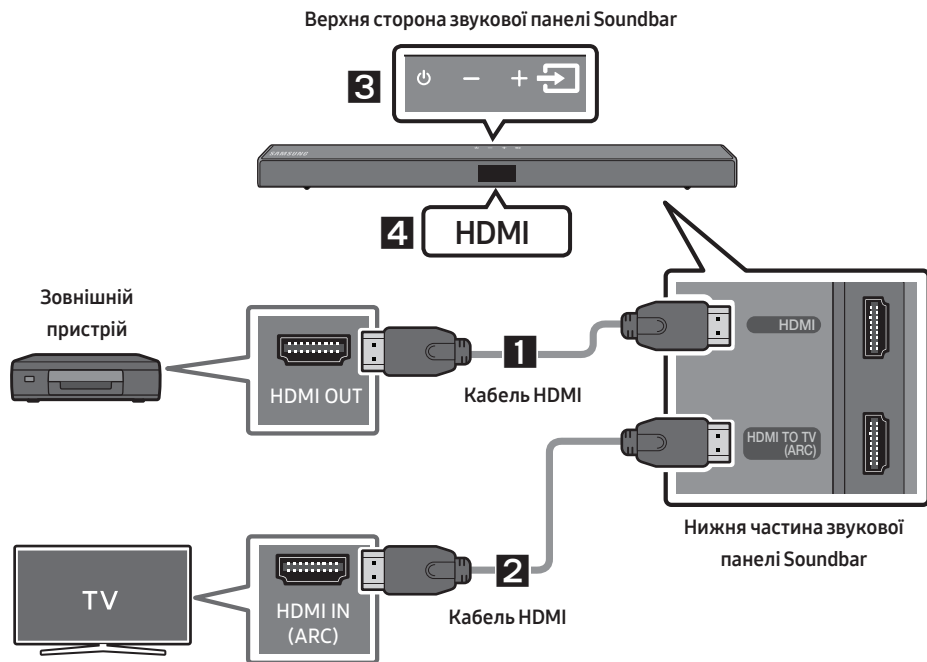 Верхня сторона звукової панелі Soundbar
3
SAMSUNG
4
HDMI
Зовнішній
пристрій
HDMI OUT
1
Кабель HDMI
HDMI
HDMI TO TV
(ARC)
Нижня частина звукової
панелі Soundbar
TV
HDMI IN
(ARC)
2
Кабель HDMI